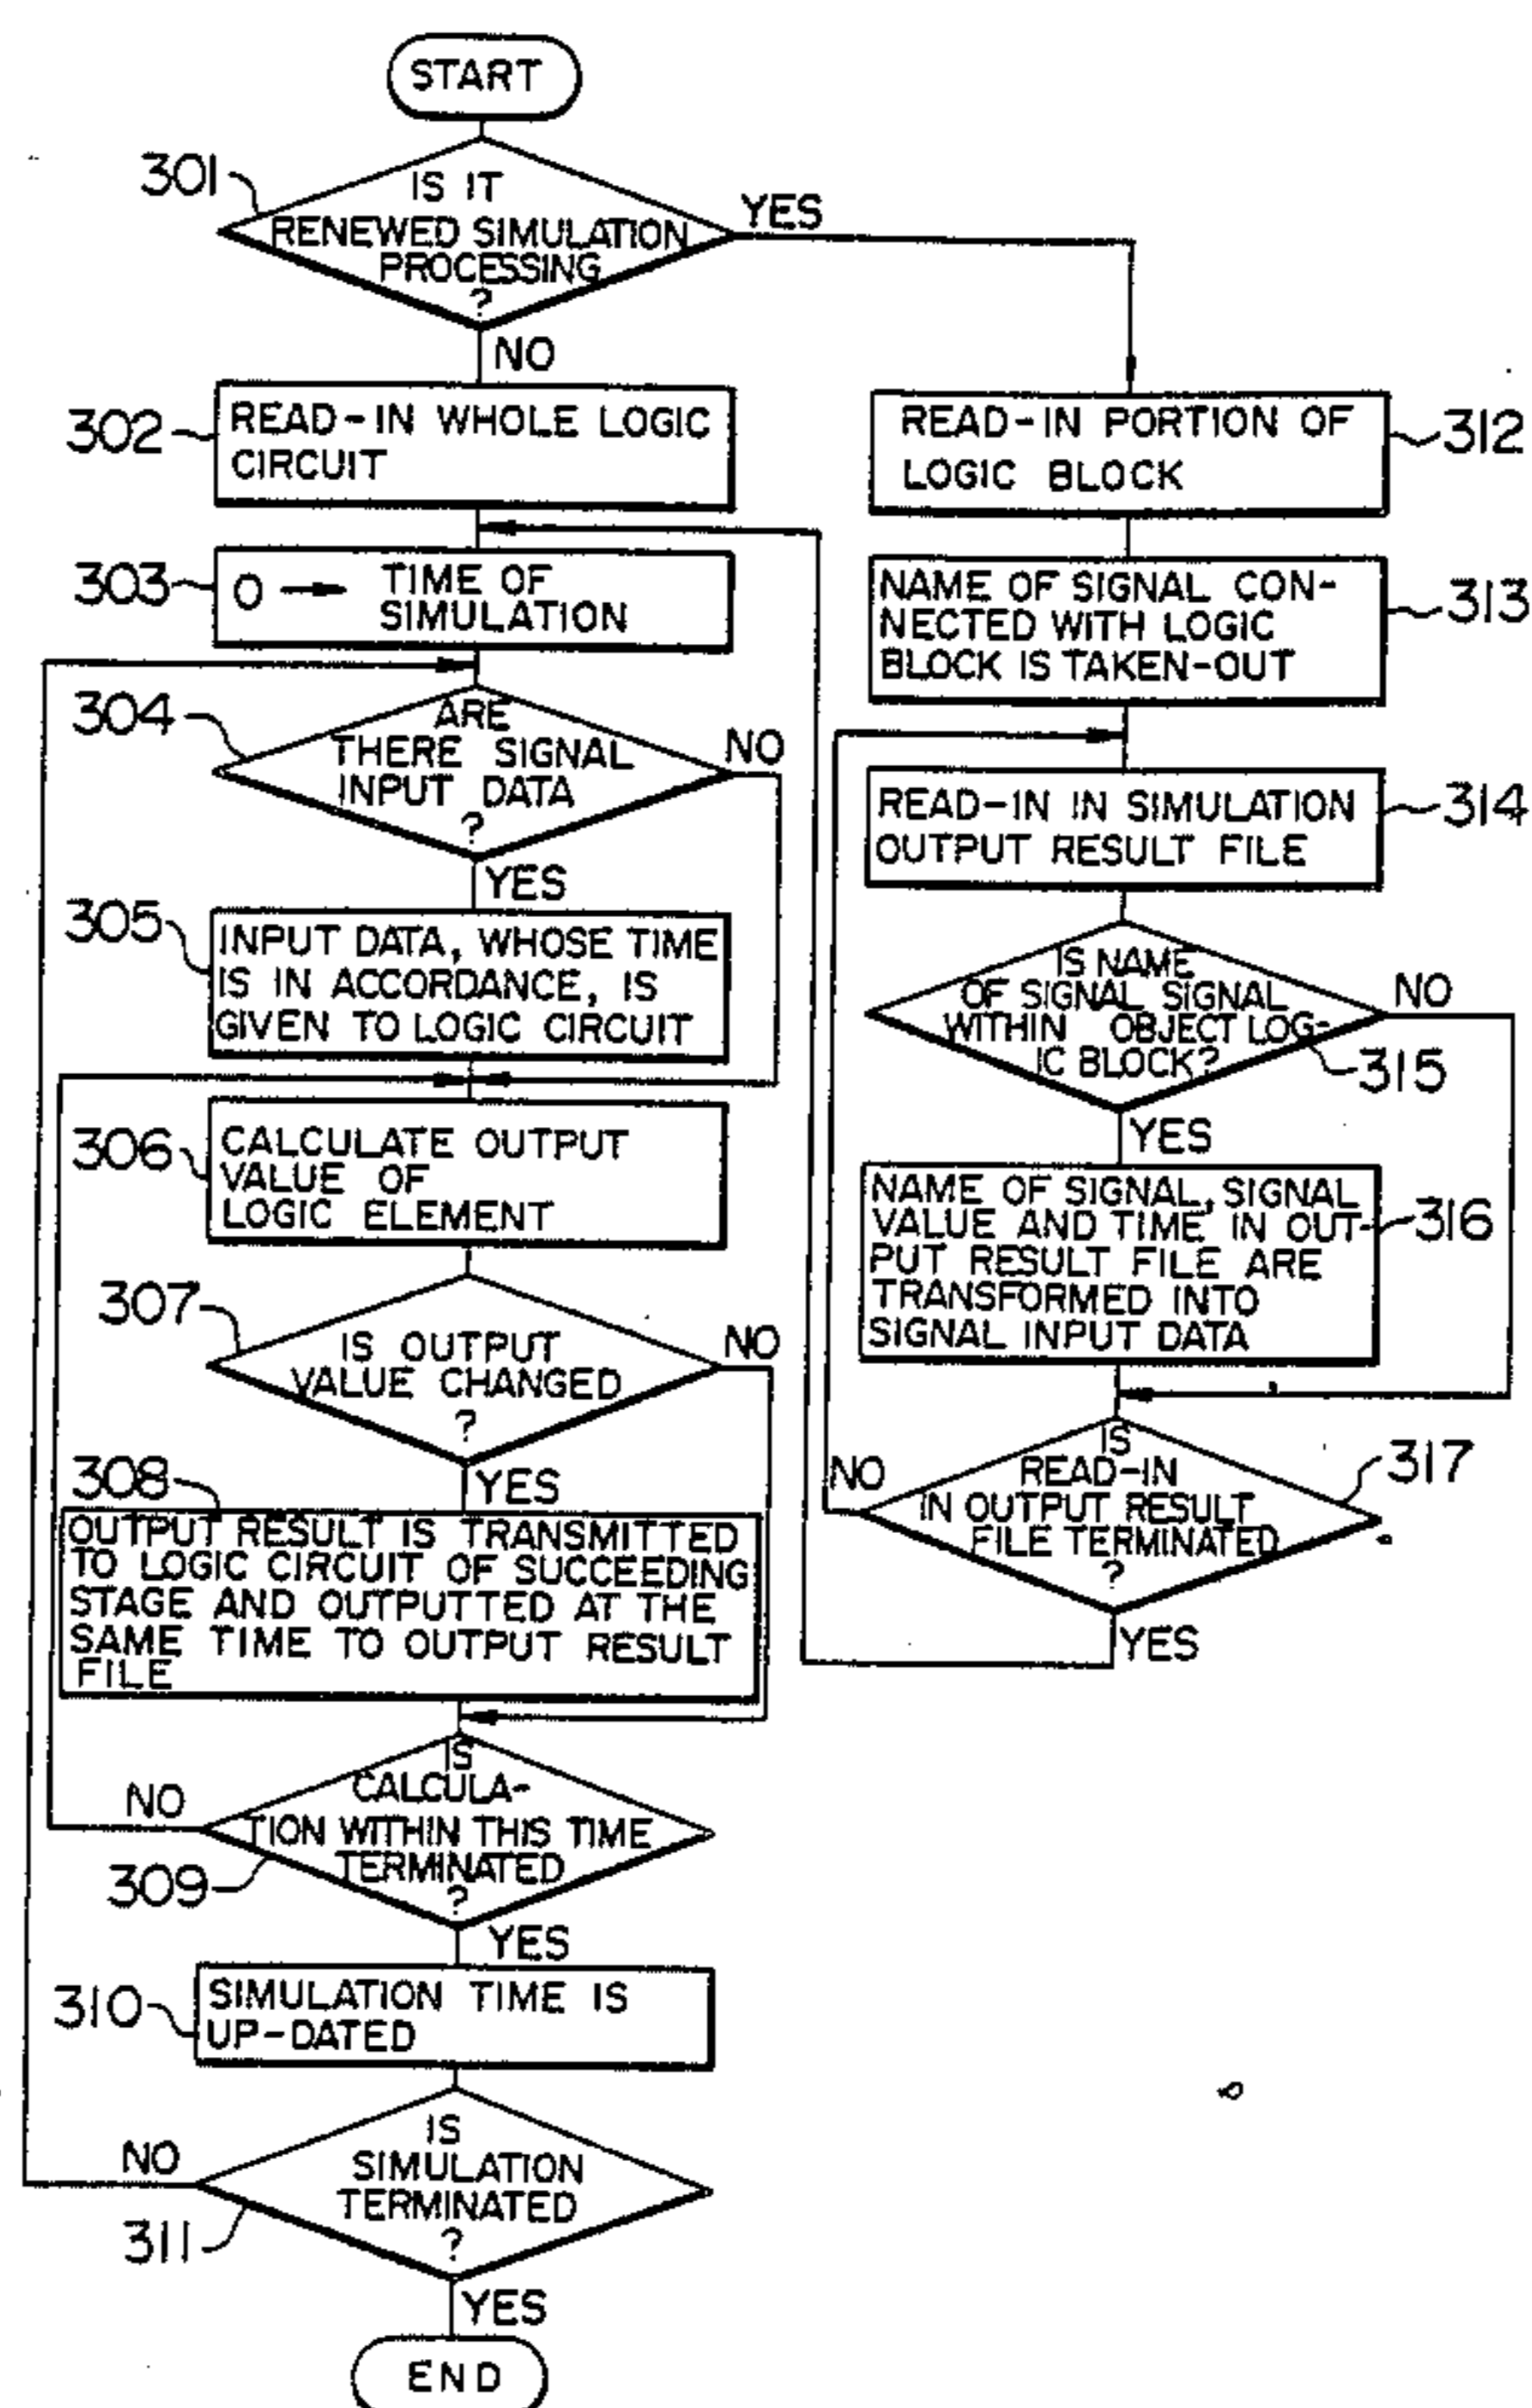 START
301
IS IT
RENEWED SIMULATION
PROCESSING
?
YES
NO
302
READ-IN WHOLE LOGIC
CIRCUIT
303
0 → TIME OF
SIMULATION
304
ARE
THERE SIGNAL
INPUT DATA
?
NO
YES
305
INPUT DATA, WHOSE TIME
IS IN ACCORDANCE, IS
GIVEN TO LOGIC CIRCUIT
306
CALCULATE OUTPUT
VALUE OF
LOGIC ELEMENT
307
IS OUTPUT
VALUE CHANGED
?
NO
YES
308
OUTPUT RESULT IS TRANSMITTED
TO LOGIC CIRCUIT OF SUCCEEDING
STAGE AND OUTPUTTED AT THE
SAME TIME TO OUTPUT RESULT
FILE
IS
CALCULA-
TION WITHIN THIS TIME
TERMINATED
?
NO
309
YES
310
SIMULATION TIME IS
UP-DATED
IS
SIMULATION
TERMINATED
?
NO
311
YES
END
312
READ-IN PORTION OF
LOGIC BLOCK
313
NAME OF SIGNAL CON-
NECTED WITH LOGIC
BLOCK IS TAKEN-OUT
314
READ-IN IN SIMULATION
OUTPUT RESULT FILE
IS NAME
OF SIGNAL SIGNAL
WITHIN OBJECT LOG-
IC BLOCK?
NO
315
YES
316
NAME OF SIGNAL, SIGNAL
VALUE AND TIME IN OUT-
PUT RESULT FILE ARE
TRANSFORMED INTO
SIGNAL INPUT DATA
317
IS
READ-IN
IN OUTPUT RESULT
FILE TERMINATED
?
NO
YES